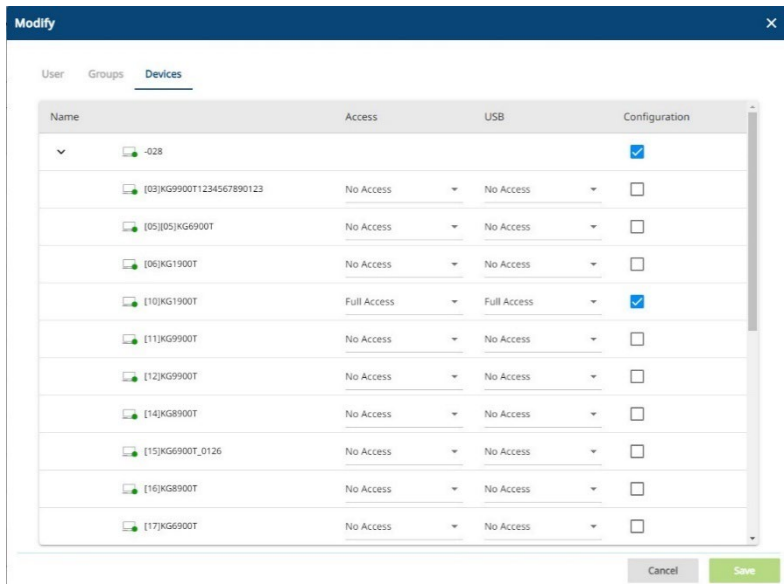 Modify
User Groups Devices
Name Access USB Configuration
-028
[03]KG9900T1234567890123 No Access No Access
[05][05]KG6900T No Access No Access
[06]KG1900T No Access No Access
[10]KG1900T Full Access Full Access
[11]KG9900T No Access No Access
[12]KG9900T No Access No Access
[14]KG8900T No Access No Access
[15]KG6900T_0126 No Access No Access
[16]KG8900T No Access No Access
[17]KG6900T No Access No Access
Cancel Save